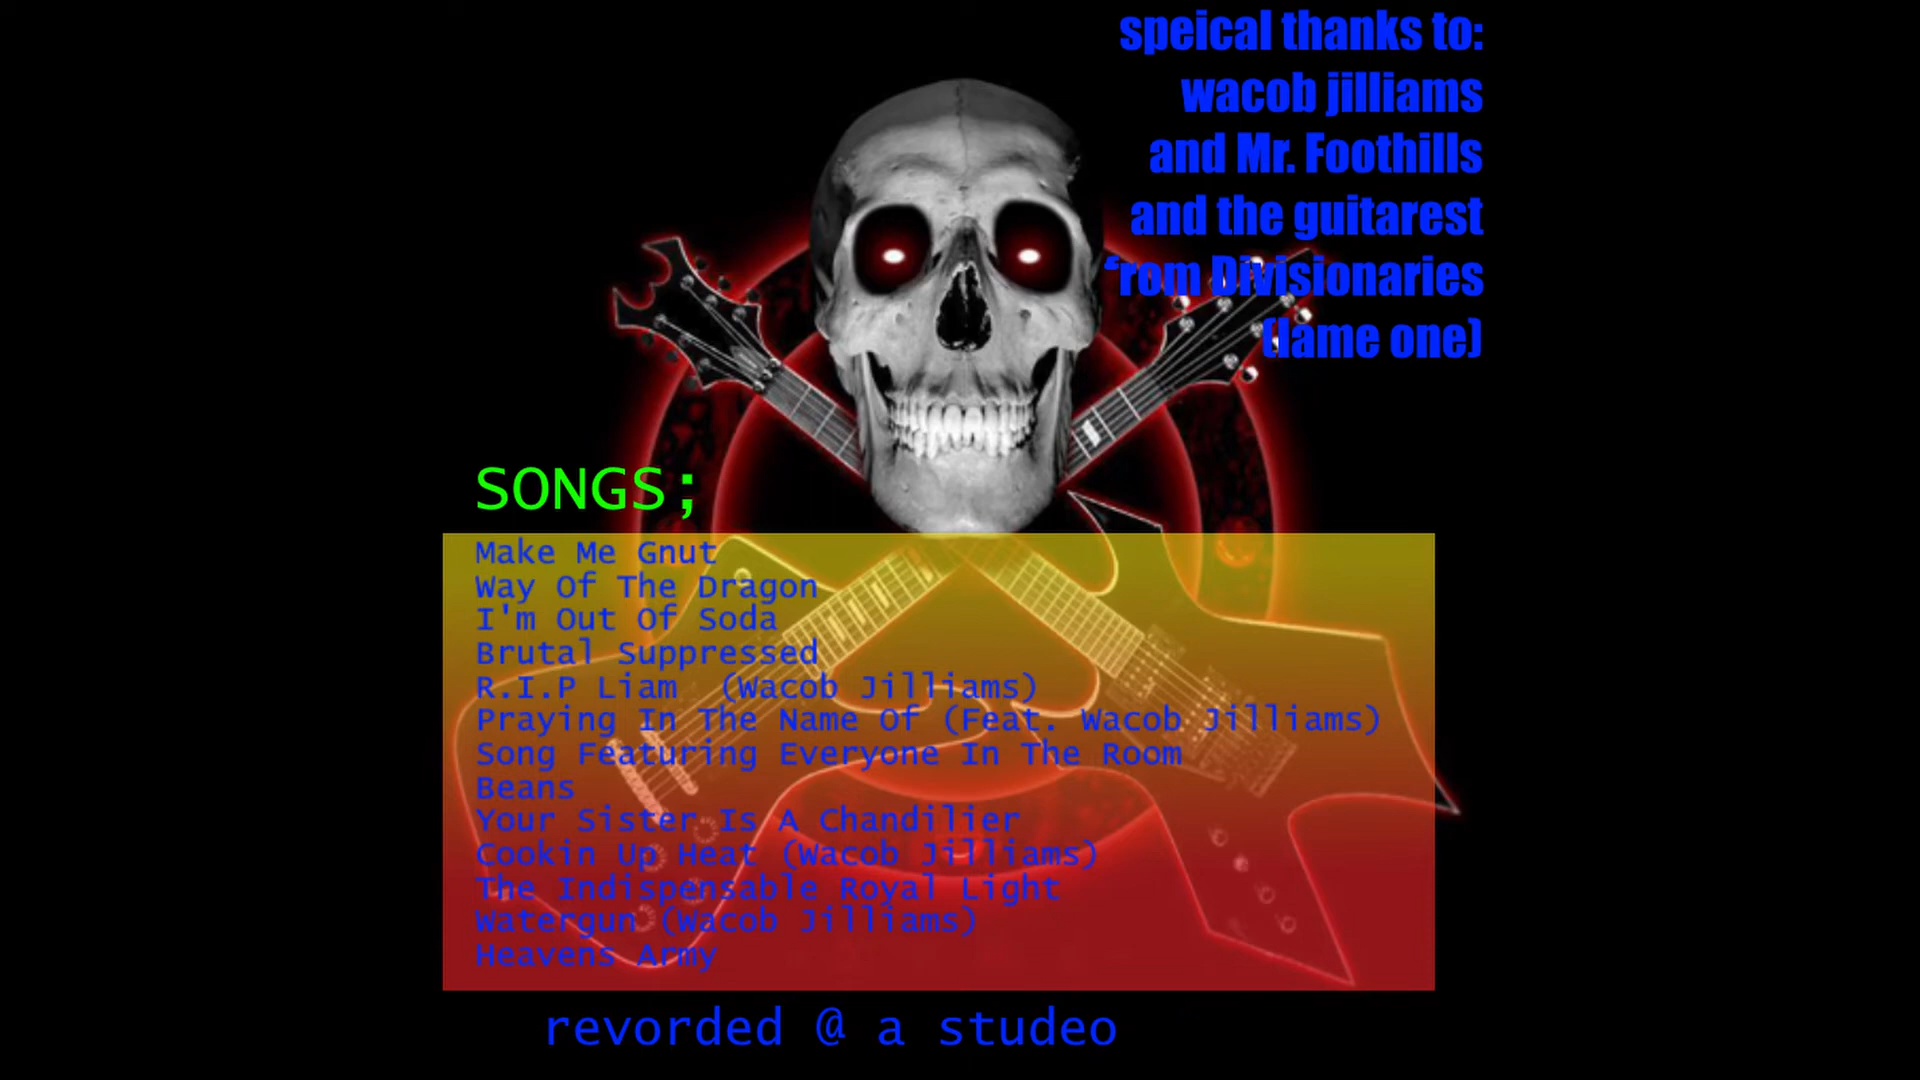 speical thanks to:
wacob jilliams
and Mr. Foothills
and the guitarest
from Divisionaries
(lame one)
SONGS;
Make Me Gnut
Way Of The Dragon
I'm Out Of Soda
Brutal Suppressed
R.I.P Liam (Wacob Jilliams)
Praying In The Name Of (Feat. Wacob Jilliams)
Song Featuring Everyone In The Room
Beans
Your Sister Is A Chandilier
Cookin Up Heat (Wacob Jilliams)
The Indispensable Royal Light
Watergun (Wacob Jilliams)
Heavens Army
revorded @ a studeo